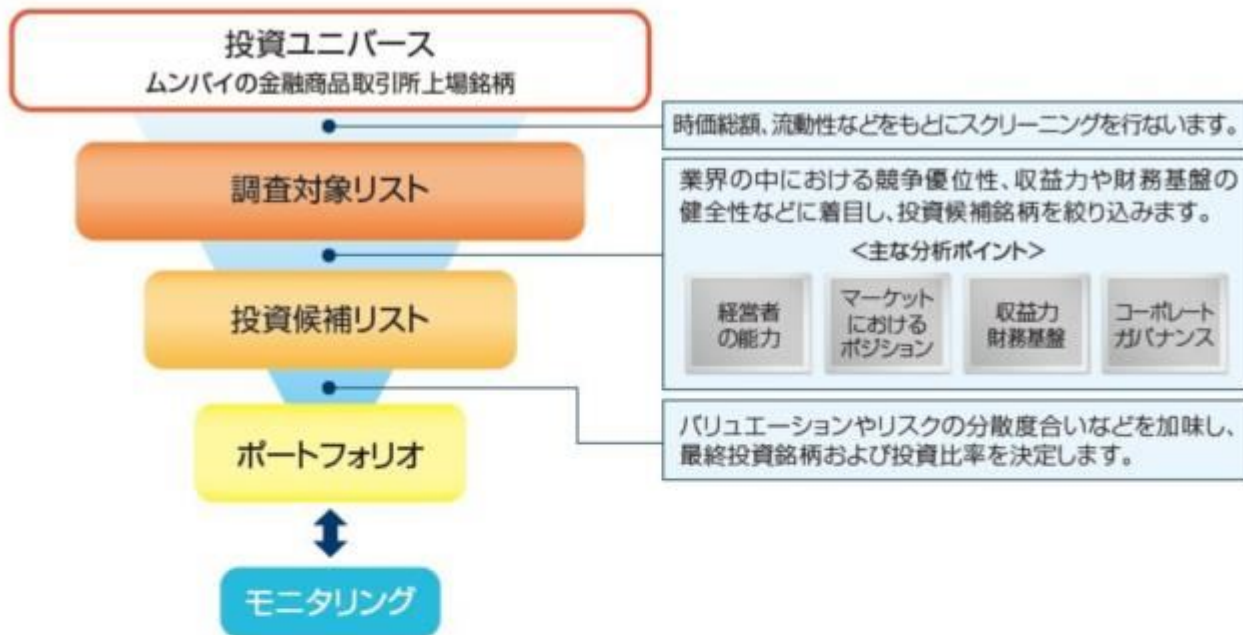 投資ユニバース
ムンバイの金融商品取引所上場銘柄
時価総額、流動性などをもとにスクリーニングを行ないます。
調査対象リスト
業界の中における競争優位性、収益力や財務基盤の
健全性などに着目し、投資候補銘柄を絞り込みます。
<主な分析ポイント>
経営者
の能力
マーケット
における
ポジション
収益力
財務基盤
コーポレート
ガバナンス
投資候補リスト
バリュエーションやリスクの分散度合いなどを加味し、
最終投資銘柄および投資比率を決定します。
ポートフォリオ
モニタリング